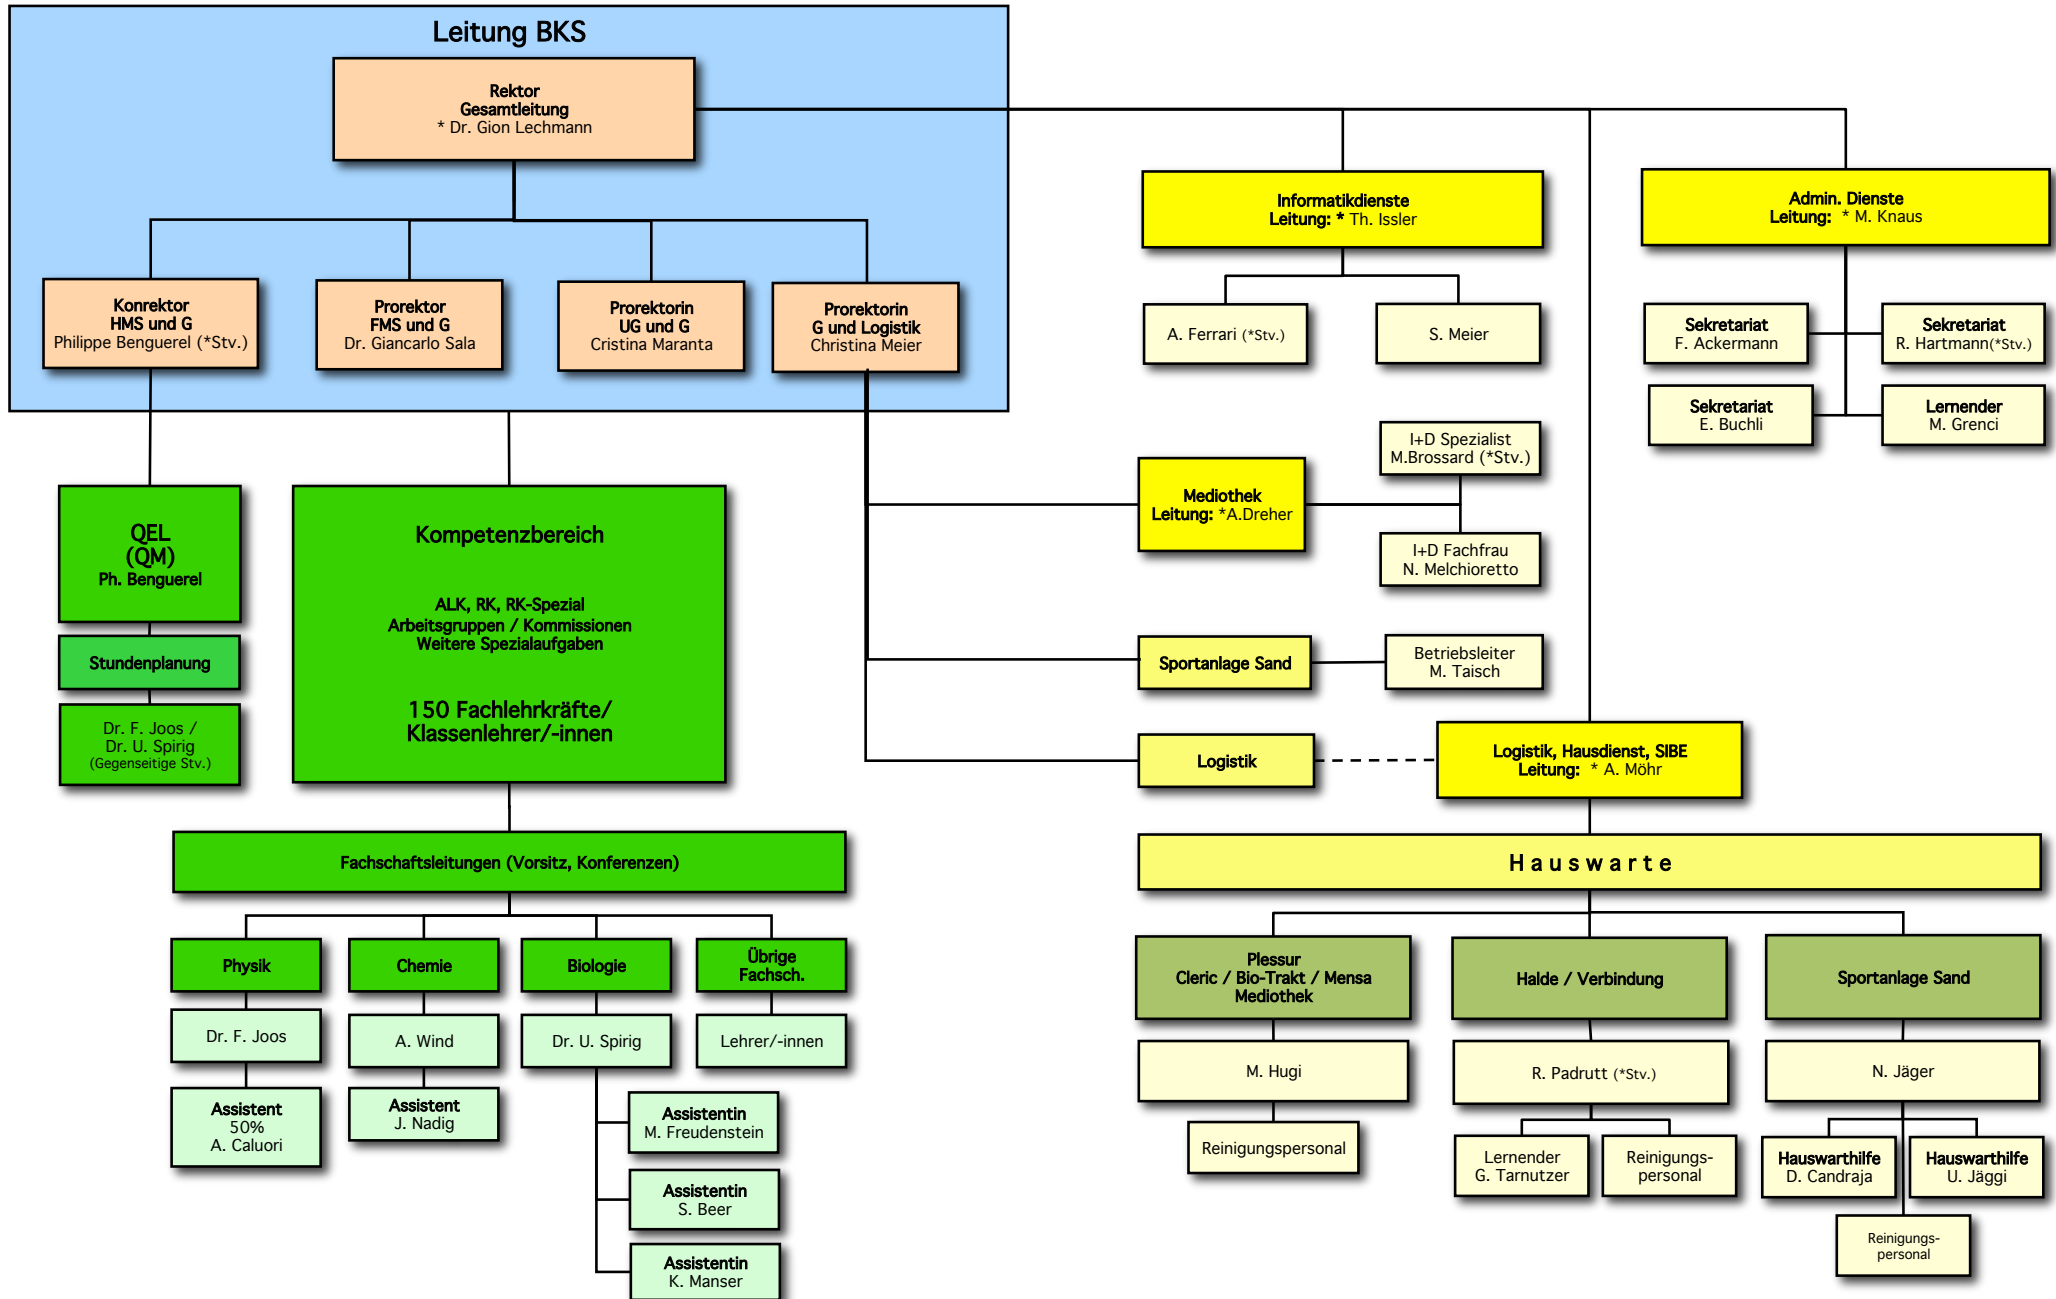 Leitung BKS
Rektor
Gesamtleitung
* Dr. Gion Lechmann
Konrektor
HMS und G
Philippe Benguerel (*Stv.)
Prorektor
FMS und G
Dr. Giancarlo Sala
Prorektorin
UG und G
Cristina Maranta
Prorektorin
G und Logistik
Christina Meier
Informatikdienste
Leitung: * Th. Issler
A. Ferrari (*Stv.)
S. Meier
Admin. Dienste
Leitung: * M. Knaus
Sekretariat
F. Ackermann
Sekretariat
R. Hartmann(*Stv.)
Sekretariat
E. Buchli
Lernender
M. Grenci
QEL
(QM)
Ph. Benguerel
Stundenplanung
Dr. F. Joos /
Dr. U. Spirig
(Gegenseitige Stv.)
Kompetenzbereich
ALK, RK, RK-Spezial
Arbeitsgruppen / Kommissionen
Weitere Spezialaufgaben
150 Fachlehrkräfte/
Klassenlehrer/-innen
Mediothek
Leitung: *A.Dreher
I+D Spezialist
M.Brossard (*Stv.)
I+D Fachfrau
N. Melchioretto
Sportanlage Sand
Betriebsleiter
M. Taisch
Logistik
Logistik, Hausdienst, SIBE
Leitung: * A. Möhr
Fachschaftsleitungen (Vorsitz, Konferenzen)
Physik
Chemie
Biologie
Übrige
Fachsch.
Dr. F. Joos
A. Wind
Dr. U. Spirig
Lehrer/-innen
Assistent
50%
A. Caluori
Assistent
J. Nadig
Assistentin
M. Freudenstein
Assistentin
S. Beer
Assistentin
K. Manser
Hauswarte
Plessur
Cleric / Bio-Trakt / Mensa
Mediothek
Halde / Verbindung
Sportanlage Sand
M. Hugi
R. Padrutt (*Stv.)
N. Jäger
Reinigungspersonal
Lernender
G. Tarnutzer
Reinigungs-
personal
Hauswarthilfe
D. Candraja
Hauswarthilfe
U. Jäggi
Reinigungs-
personal